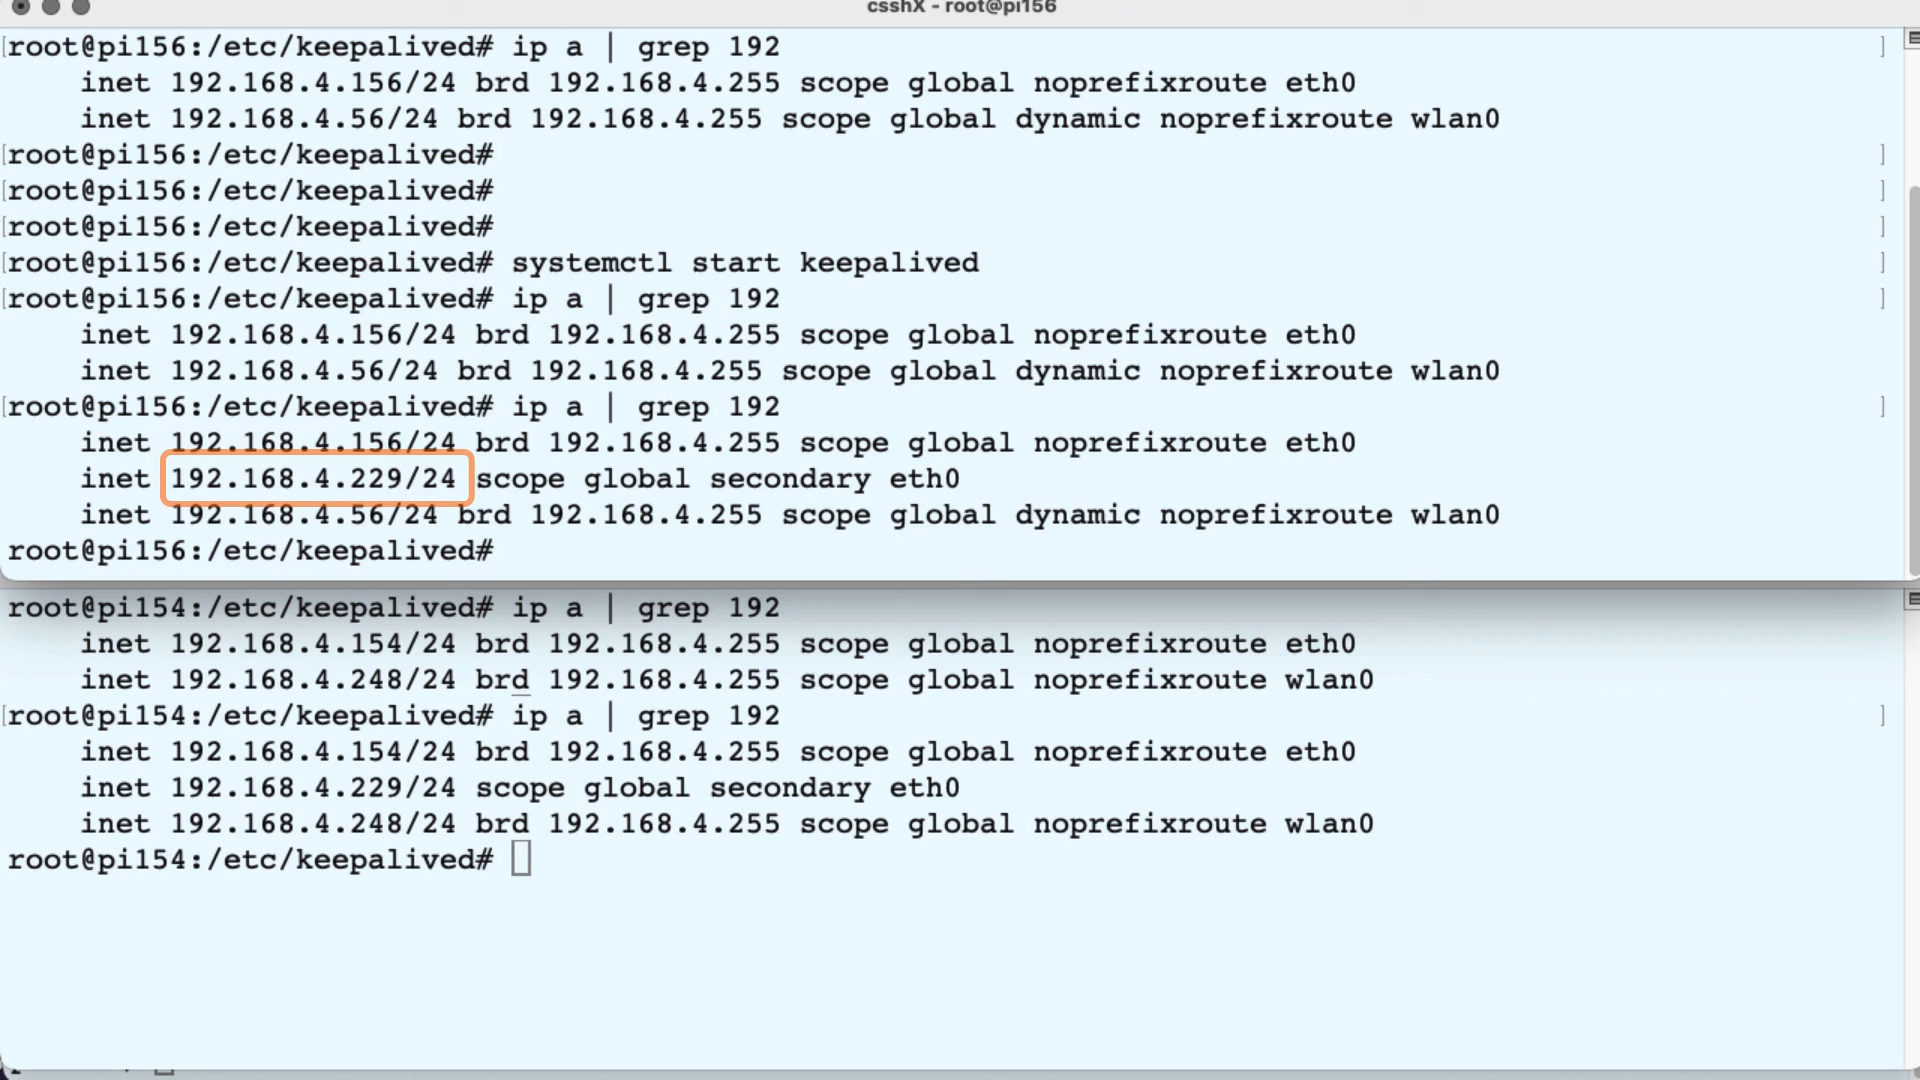 csshX - root@pi156
[root@pi156:/etc/keepalived# ip a | grep 192 ]
inet 192.168.4.156/24 brd 192.168.4.255 scope global noprefixroute eth0
inet 192.168.4.56/24 brd 192.168.4.255 scope global dynamic noprefixroute wlan0
[root@pi156:/etc/keepalived# ]
[root@pi156:/etc/keepalived# ]
[root@pi156:/etc/keepalived# ]
[root@pi156:/etc/keepalived# systemctl start keepalived ]
[root@pi156:/etc/keepalived# ip a | grep 192 ]
inet 192.168.4.156/24 brd 192.168.4.255 scope global noprefixroute eth0
inet 192.168.4.56/24 brd 192.168.4.255 scope global dynamic noprefixroute wlan0
[root@pi156:/etc/keepalived# ip a | grep 192 ]
inet 192.168.4.156/24 brd 192.168.4.255 scope global noprefixroute eth0
inet 192.168.4.229/24 scope global secondary eth0
inet 192.168.4.56/24 brd 192.168.4.255 scope global dynamic noprefixroute wlan0
root@pi156:/etc/keepalived#
root@pi154:/etc/keepalived# ip a | grep 192
inet 192.168.4.154/24 brd 192.168.4.255 scope global noprefixroute eth0
inet 192.168.4.248/24 brd 192.168.4.255 scope global noprefixroute wlan0
[root@pi154:/etc/keepalived# ip a | grep 192 ]
inet 192.168.4.154/24 brd 192.168.4.255 scope global noprefixroute eth0
inet 192.168.4.229/24 scope global secondary eth0
inet 192.168.4.248/24 brd 192.168.4.255 scope global noprefixroute wlan0
root@pi154:/etc/keepalived#